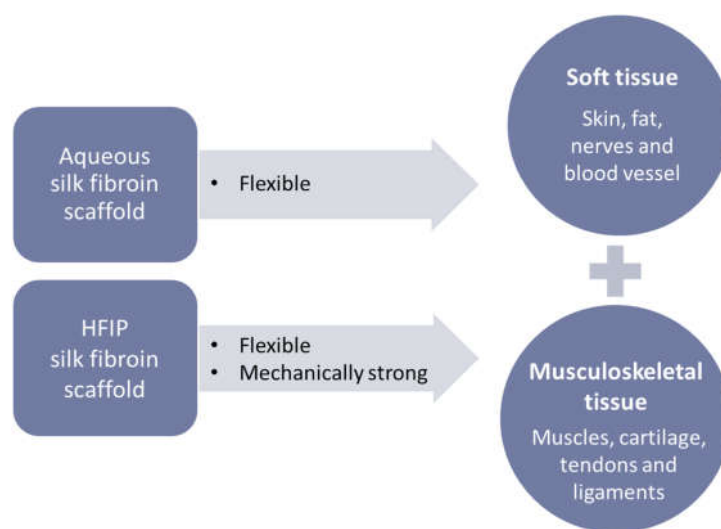 Aqueous
silk fibroin
scaffold
• Flexible
Soft tissue
Skin, fat,
nerves and
blood vessel
HFIP
silk fibroin
scaffold
• Flexible
• Mechanically strong
Musculoskeletal
tissue
Muscles, cartilage,
tendons and
ligaments